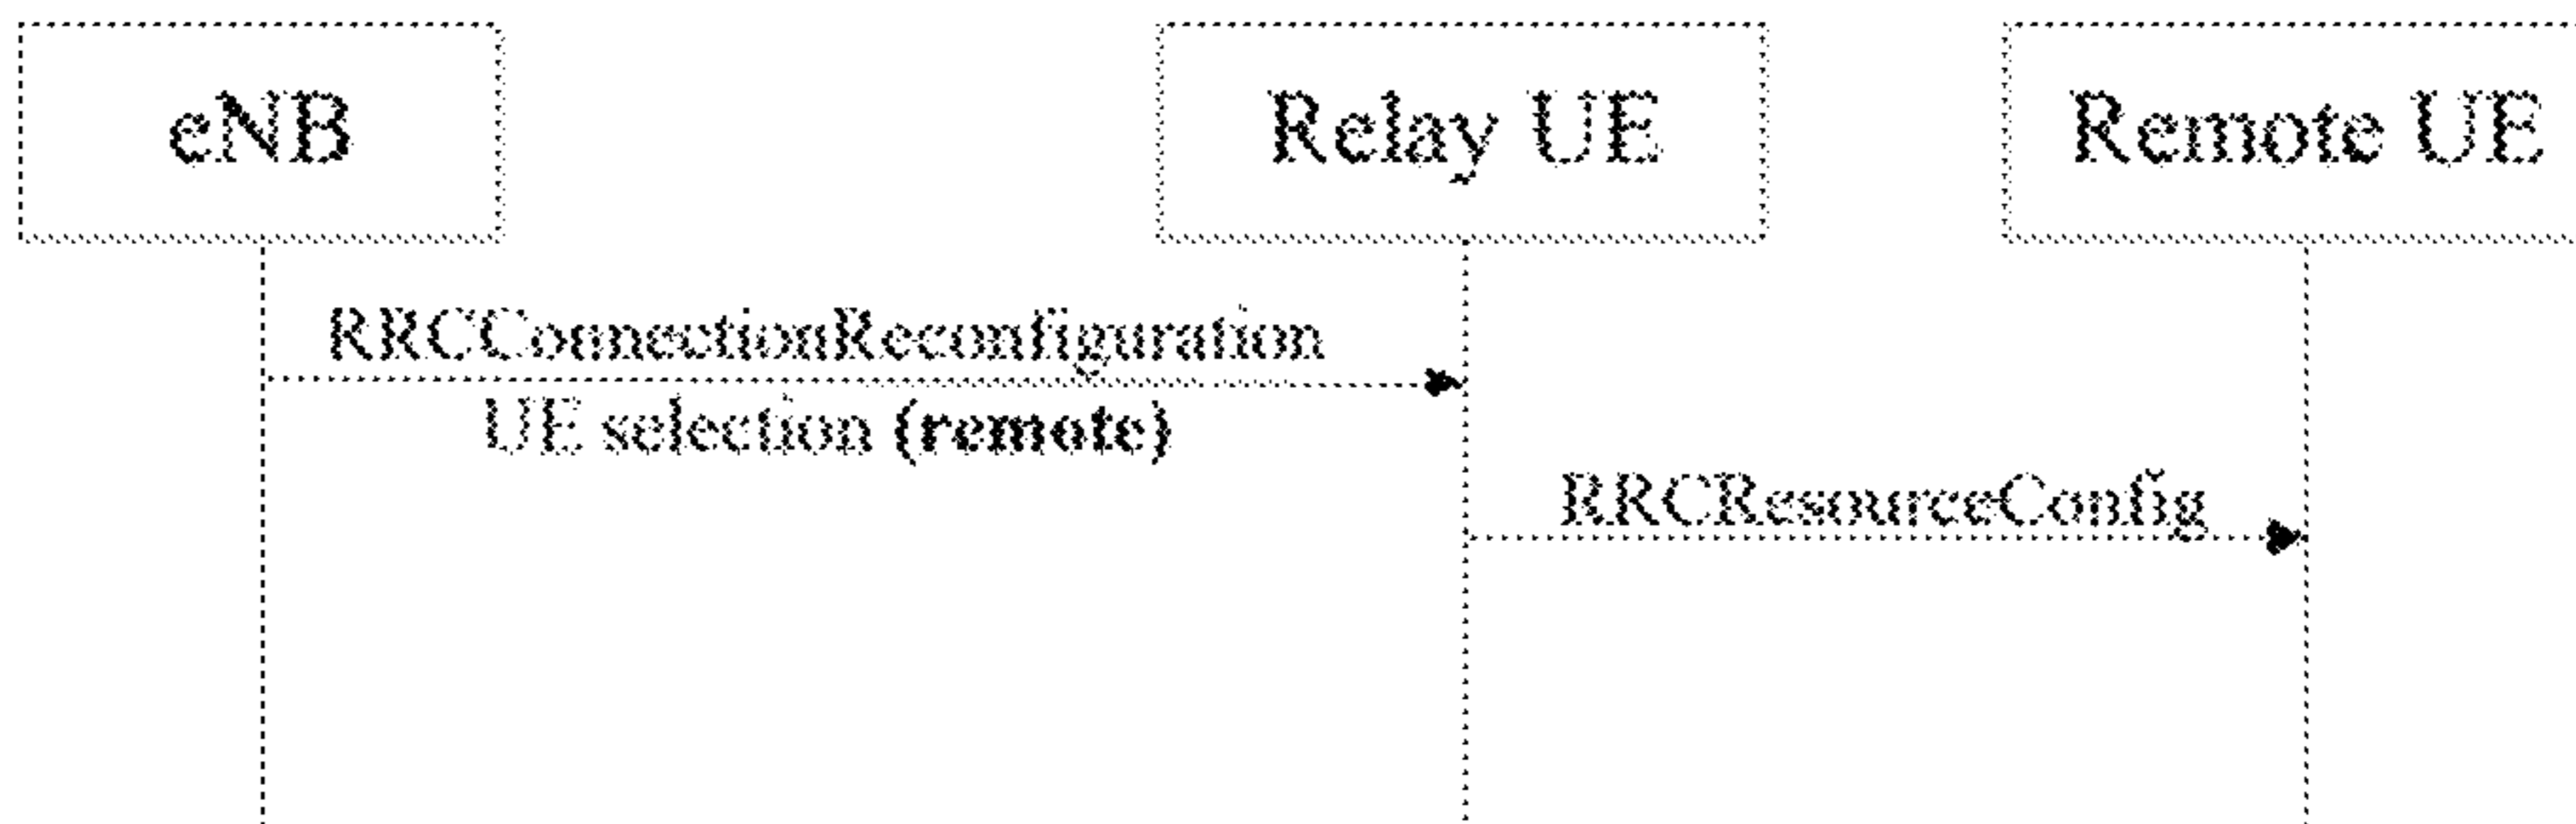 eNB
Relay UE
Remote UE
RRCConnectionReconfiguration
UE selection (remote)
RRCResourceConfig